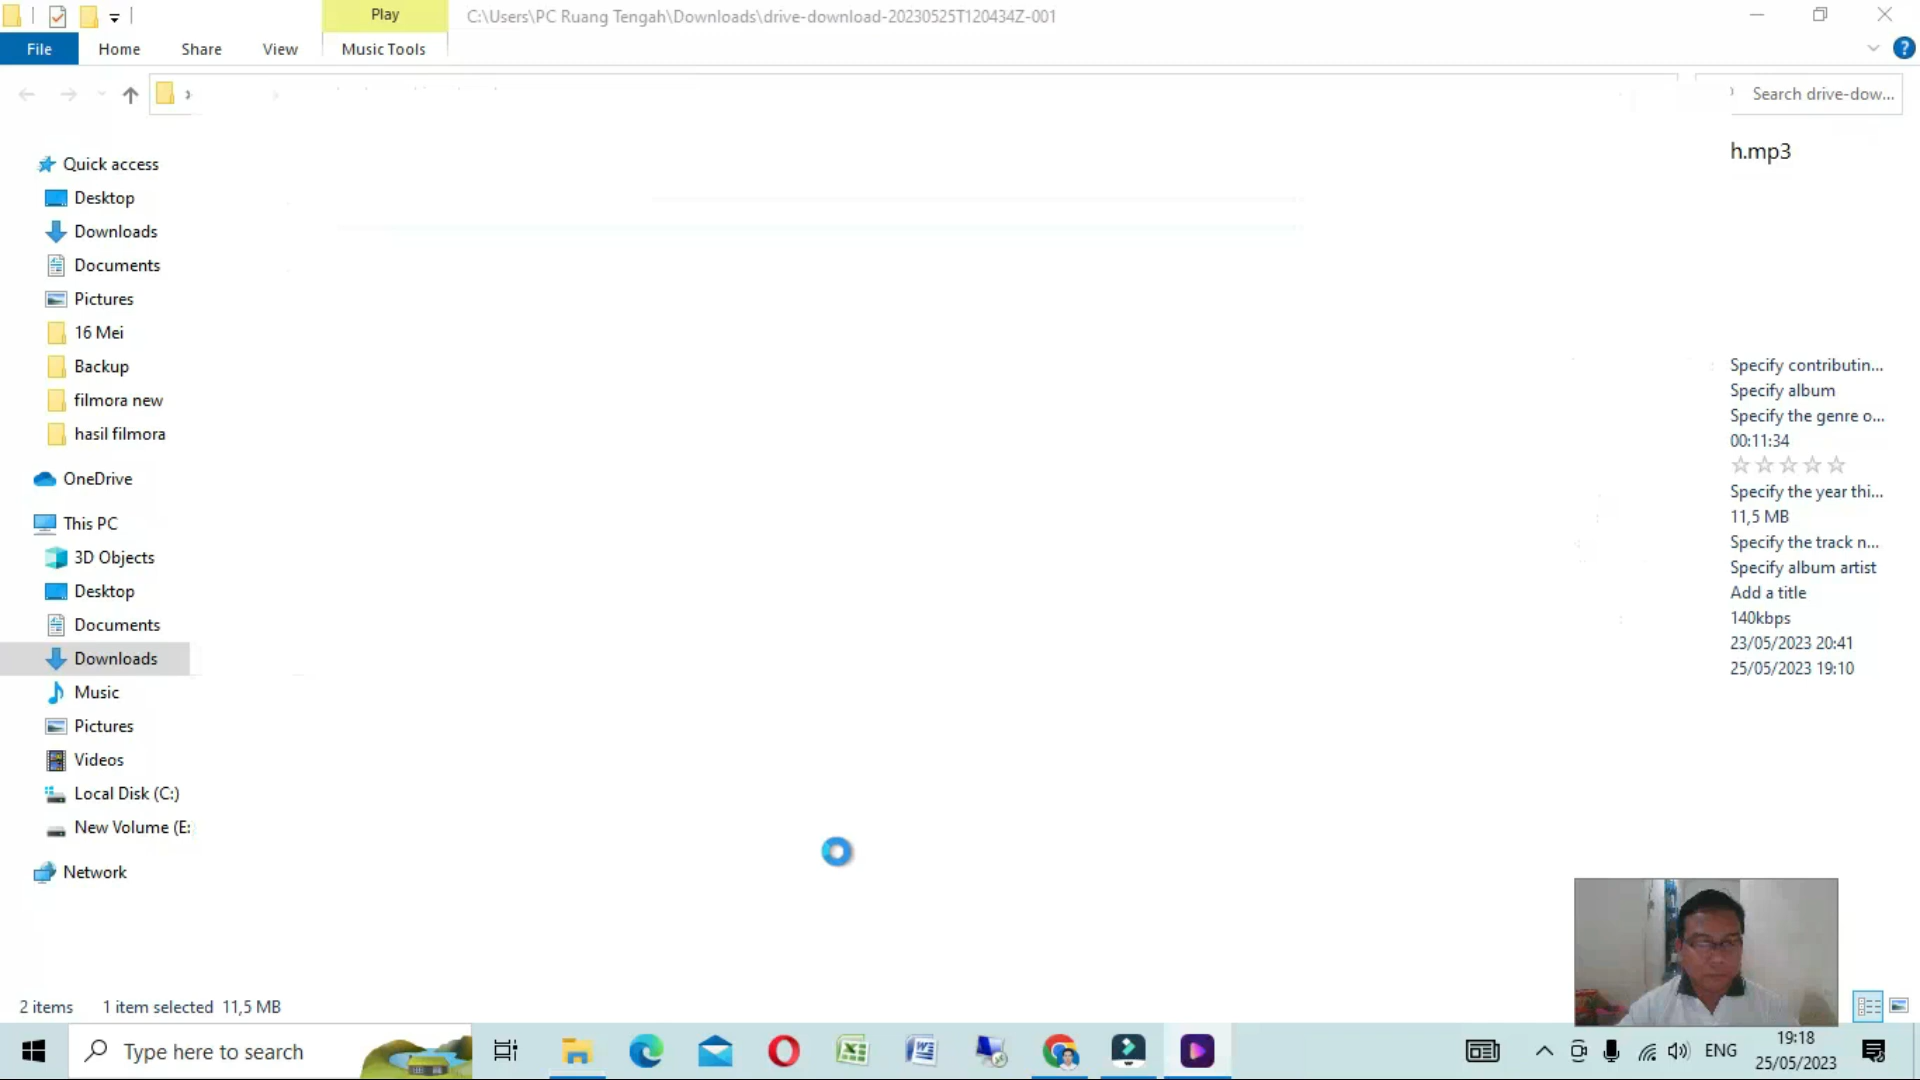 Play
C:\Users\PC Ruang Tengah\Downloads\drive-download-20230525T120434Z-001
File
Home
Share
View
Music Tools
Search drive-dow...
h.mp3
Quick access
Desktop
Downloads
Documents
Pictures
16 Mei
Backup
filmora new
hasil filmora
OneDrive
This PC
3D Objects
Desktop
Documents
Downloads
Music
Pictures
Videos
Local Disk (C:)
New Volume (E:
Network
Specify contributin...
Specify album
Specify the genre o...
00:11:34
Specify the year thi...
11,5 MB
Specify the track n...
Specify album artist
Add a title
140kbps
23/05/2023 20:41
25/05/2023 19:10
2 items
1 item selected 11,5 MB
Type here to search
ENG
19:18
25/05/2023